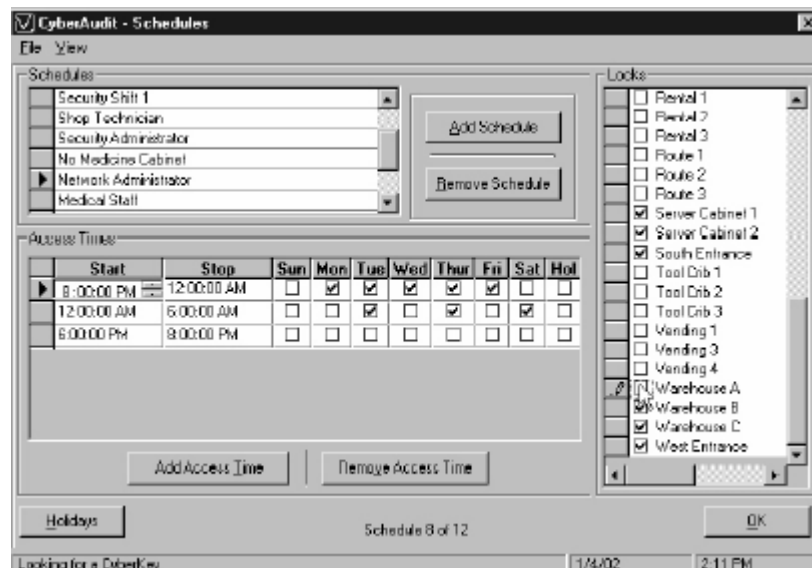 CyberAudit - Schedules
File View
Schedules
Security Shift 1
Shop Technician
Security Administrator
No Medicine Cabinet
Network Administrator
Medical Staff
Add Schedule
Remove Schedule
Access Times
Start Stop Sun Mon Tue Wed Thur Fri Sat Hol
8:00:00 PM 12:00:00 AM
12:00:00 AM 6:00:00 AM
6:00:00 PM 8:00:00 PM
Add Access Time
Remove Access Time
Locks
Rental 1
Rental 2
Rental 3
Route 1
Route 2
Route 3
Server Cabinet 1
Server Cabinet 2
South Entrance
Tool Crib 1
Tool Crib 2
Tool Crib 3
Vending 1
Vending 3
Vending 4
Warehouse A
Warehouse B
Warehouse C
West Entrance
Holidays
Schedule 8 of 12
OK
Looking for a CyberKey
1/4/02
2:11 PM